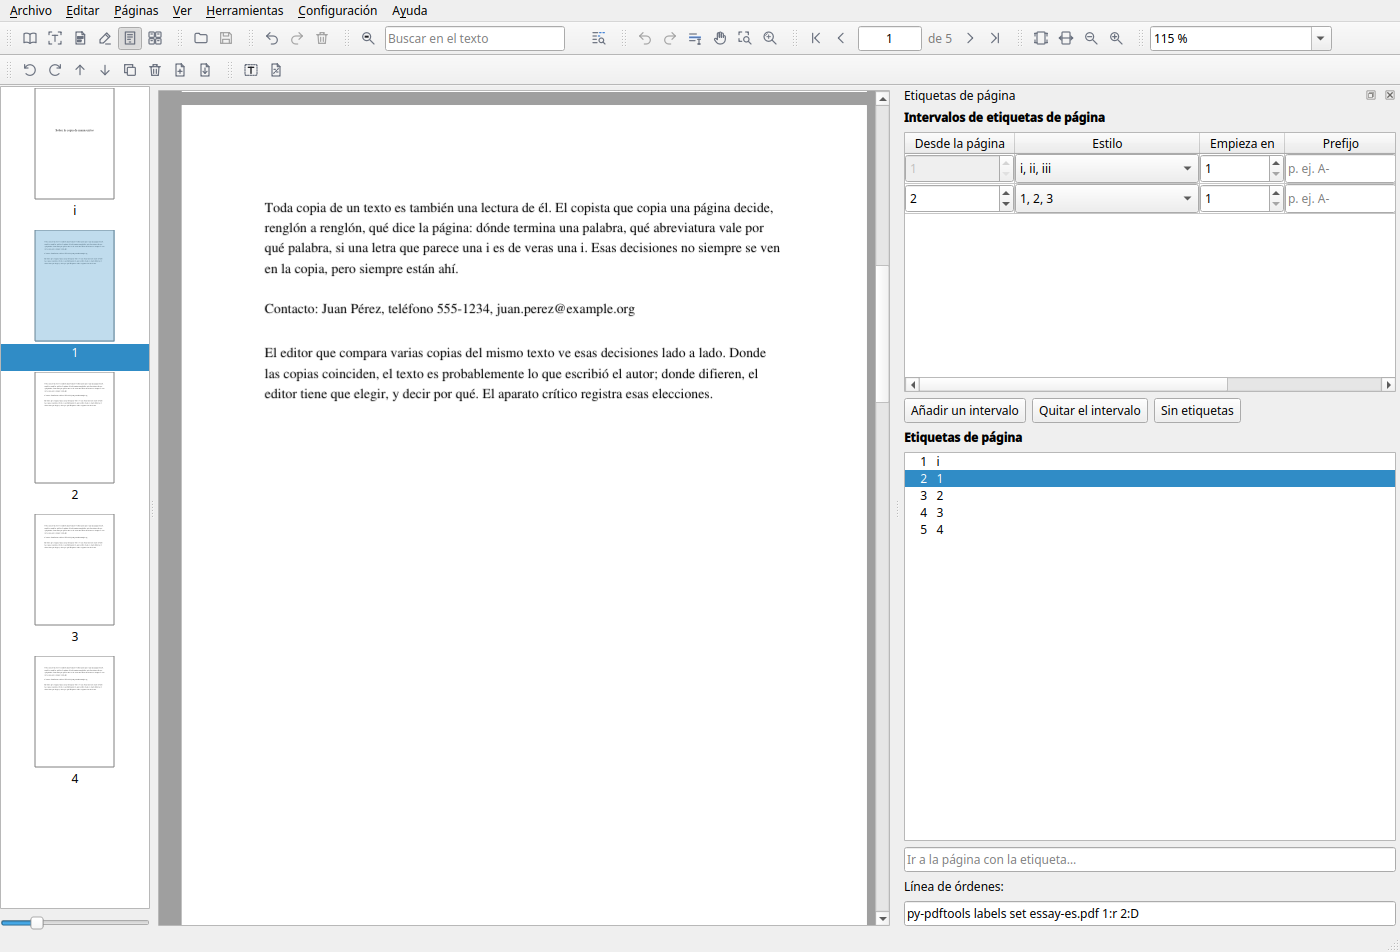 Archivo Editar Páginas Ver Herramientas Configuración Ayuda
Buscar en el texto 1 de 5 115 %
i
1
2
3
4
Toda copia de un texto es también una lectura de él. El copista que copia una página decide,
renglón a renglón, qué dice la página: dónde termina una palabra, qué abreviatura vale por
qué palabra, si una letra que parece una i es de veras una i. Esas decisiones no siempre se ven
en la copia, pero siempre están ahí.
Contacto: Juan Pérez, teléfono 555-1234, juan.perez@example.org
El editor que compara varias copias del mismo texto ve esas decisiones lado a lado. Donde
las copias coinciden, el texto es probablemente lo que escribió el autor; donde difieren, el
editor tiene que elegir, y decir por qué. El aparato crítico registra esas elecciones.
Etiquetas de página
Intervalos de etiquetas de página
Desde la página Estilo Empieza en Prefijo
1 i, ii, iii 1 p. ej. A-
2 1, 2, 3 1 p. ej. A-
Añadir un intervalo Quitar el intervalo Sin etiquetas
Etiquetas de página
1 i
2 1
3 2
4 3
5 4
Ir a la página con la etiqueta...
Línea de órdenes:
py-pdftools labels set essay-es.pdf 1:r 2:D